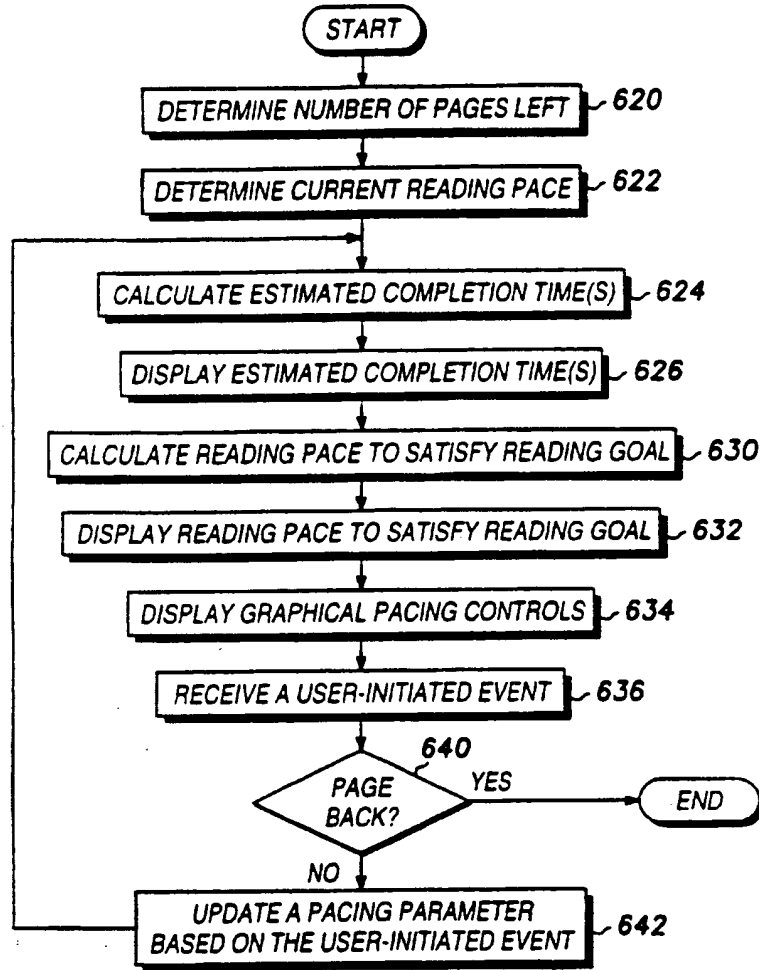 START
DETERMINE NUMBER OF PAGES LEFT 620
DETERMINE CURRENT READING PACE 622
CALCULATE ESTIMATED COMPLETION TIME(S) 624
DISPLAY ESTIMATED COMPLETION TIME(S) 626
CALCULATE READING PACE TO SATISFY READING GOAL 630
DISPLAY READING PACE TO SATISFY READING GOAL 632
DISPLAY GRAPHICAL PACING CONTROLS 634
RECEIVE A USER-INITIATED EVENT 636
640
PAGE
BACK?
YES
END
NO
UPDATE A PACING PARAMETER
BASED ON THE USER-INITIATED EVENT 642